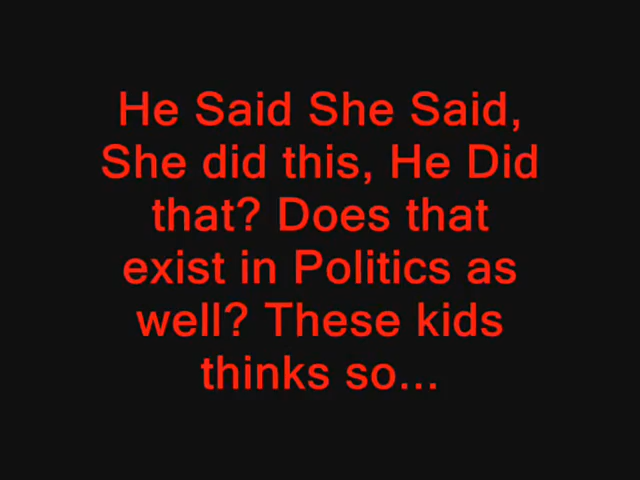 He Said She Said,
She did this, He Did
that? Does that
exist in Politics as
well? These kids
thinks so...